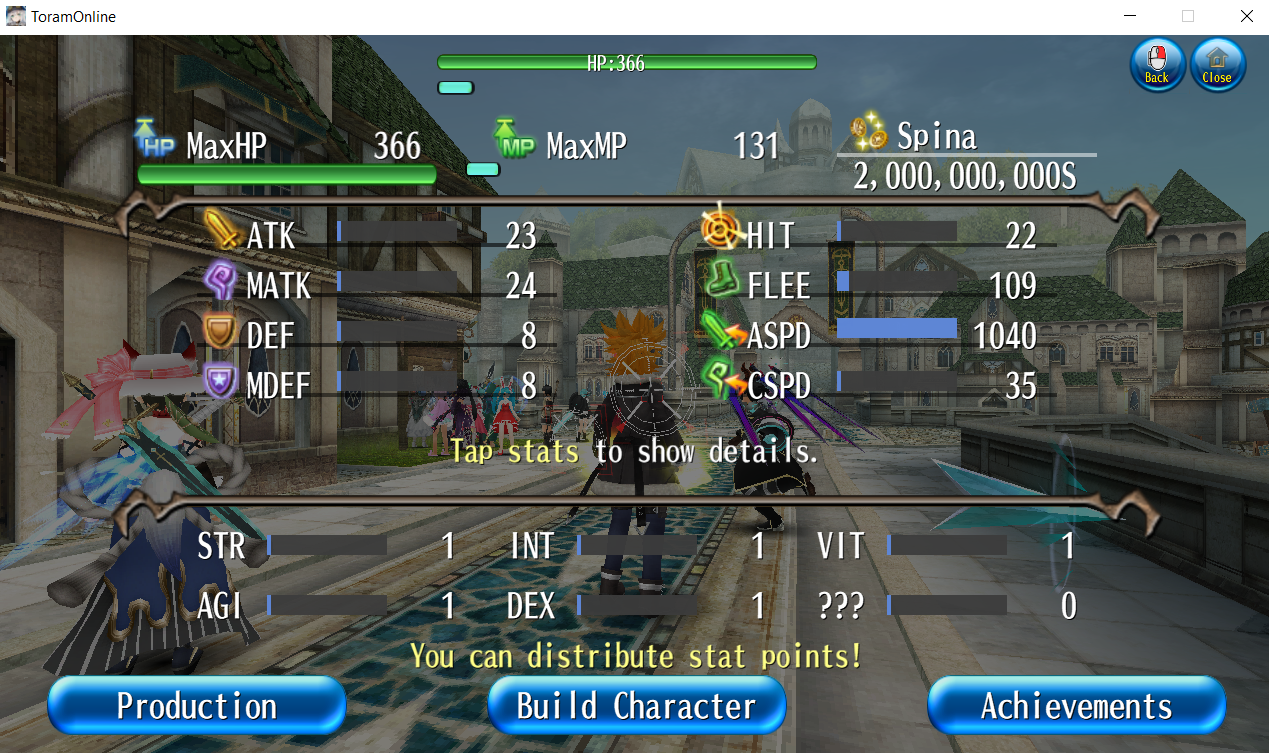 ToramOnline
HP:366
Back
Close
HP MaxHP 366
MP MaxMP 131
Spina
2,000,000,000S
ATK 23
HIT 22
MATK 24
FLEE 109
DEF 8
ASPD 1040
MDEF 8
CSPD 35
Tap stats to show details.
STR 1 INT 1 VIT 1
AGI 1 DEX 1 ??? 0
You can distribute stat points!
Production
Build Character
Achievements